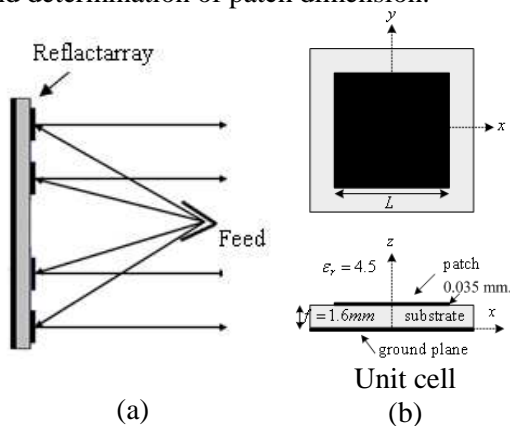 nd determination of patch dimension.
Reflactarray
Feed
(a)
y
x
L
z
εr = 4.5
patch
0.035 mm.
= 1.6mm
substrate
x
ground plane
Unit cell
(b)